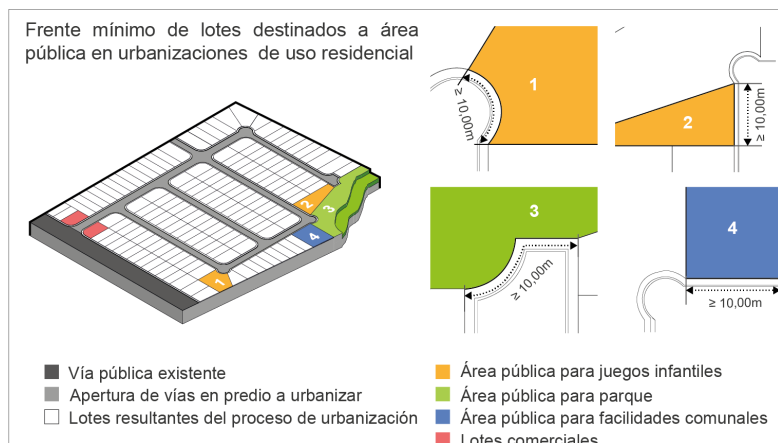 Frente mínimo de lotes destinados a área
pública en urbanizaciones de uso residencial
1
2
3
4
1
≥ 10,00m
2
≥ 10,00m
3
≥ 10,00m
4
≥ 10,00m
Vía pública existente
Apertura de vías en predio a urbanizar
Lotes resultantes del proceso de urbanización
Área pública para juegos infantiles
Área pública para parque
Área pública para facilidades comunales
Lotes comerciales